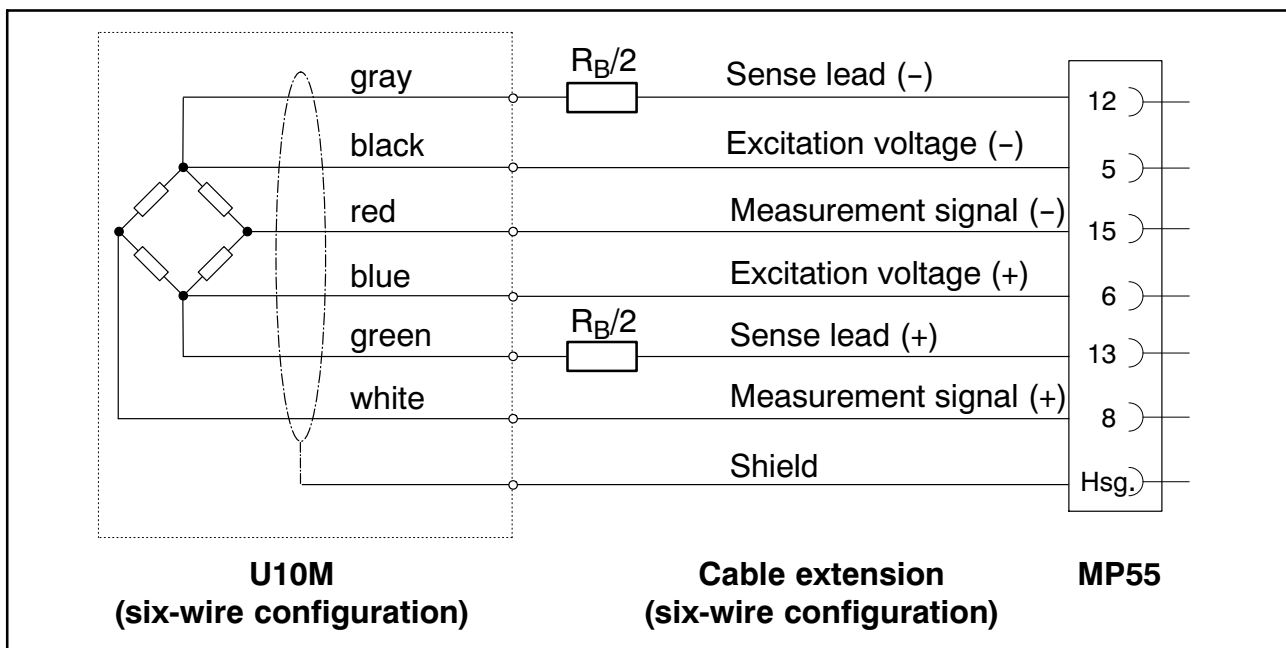 gray
R_B/2
Sense lead (–)
12
black
Excitation voltage (–)
5
red
Measurement signal (–)
15
blue
Excitation voltage (+)
6
green
R_B/2
Sense lead (+)
13
white
Measurement signal (+)
8
Shield
Hsg.
U10M
(six-wire configuration)
Cable extension
(six-wire configuration)
MP55